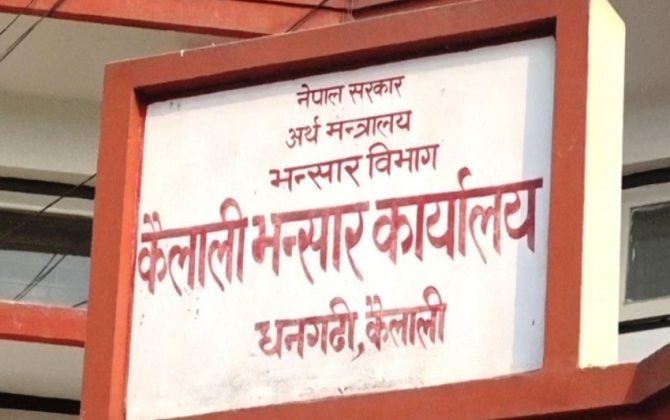 नेपाल सरकार
अर्थ मन्त्रालय
भन्सार विभाग
कैलाली भन्सार कार्यालय
धनगढी, कैलाली